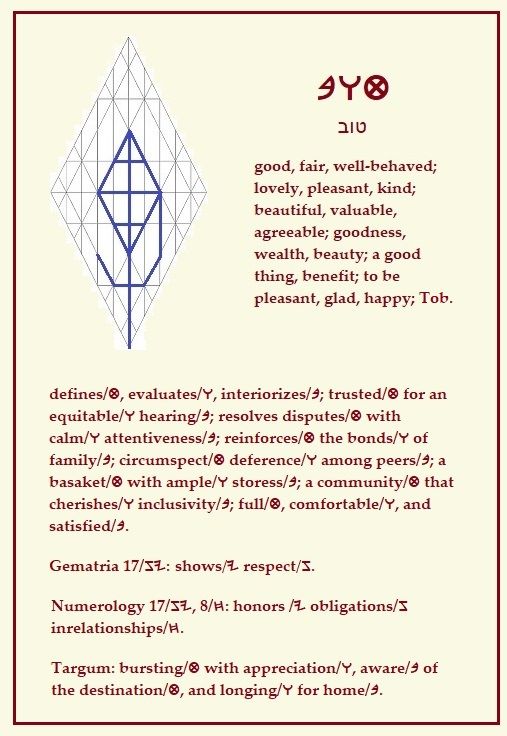 𐤈𐤅𐤁
טוב
good, fair, well-behaved;
lovely, pleasant, kind;
beautiful, valuable,
agreeable; goodness,
wealth, beauty; a good
thing, benefit; to be
pleasant, glad, happy; Tob.
defines/𐤈, evaluates/𐤅, interiorizes/𐤁; trusted/𐤈 for an
equitable/𐤅 hearing/𐤁; resolves disputes/𐤈 with
calm/𐤅 attentiveness/𐤁; reinforces/𐤈 the bonds/𐤅 of
family/𐤁; circumspect/𐤈 deference/𐤅 among peers/𐤁; a
basaket/𐤈 with ample/𐤅 storess/𐤁; a community/𐤈 that
cherishes/𐤅 inclusivity/𐤁; full/𐤈, comfortable/𐤅, and
satisfied/𐤁.
Gematria 17/𐤉𐤆: shows/𐤉 respect/𐤆.
Numerology 17/𐤉𐤆, 8/𐤇: honors /𐤉 obligations/𐤆
inrelationships/𐤇.
Targum: bursting/𐤈 with appreciation/𐤅, aware/𐤁 of
the destination/𐤈, and longing/𐤅 for home/𐤁.